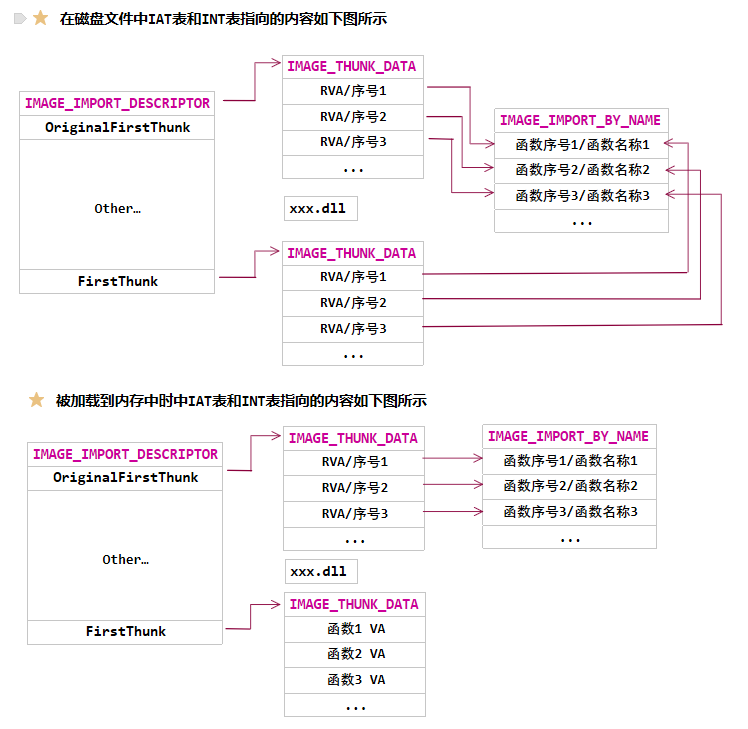 在磁盘文件中IAT表和INT表指向的内容如下图所示
IMAGE_IMPORT_DESCRIPTOR
OriginalFirstThunk
Other…
FirstThunk
IMAGE_THUNK_DATA
RVA/序号1
RVA/序号2
RVA/序号3
...
xxx.dll
IMAGE_THUNK_DATA
RVA/序号1
RVA/序号2
RVA/序号3
...
IMAGE_IMPORT_BY_NAME
函数序号1/函数名称1
函数序号2/函数名称2
函数序号3/函数名称3
...
被加载到内存中时中IAT表和INT表指向的内容如下图所示
IMAGE_IMPORT_DESCRIPTOR
OriginalFirstThunk
Other…
FirstThunk
IMAGE_THUNK_DATA
RVA/序号1
RVA/序号2
RVA/序号3
...
xxx.dll
IMAGE_THUNK_DATA
函数1 VA
函数2 VA
函数3 VA
...
IMAGE_IMPORT_BY_NAME
函数序号1/函数名称1
函数序号2/函数名称2
函数序号3/函数名称3
...